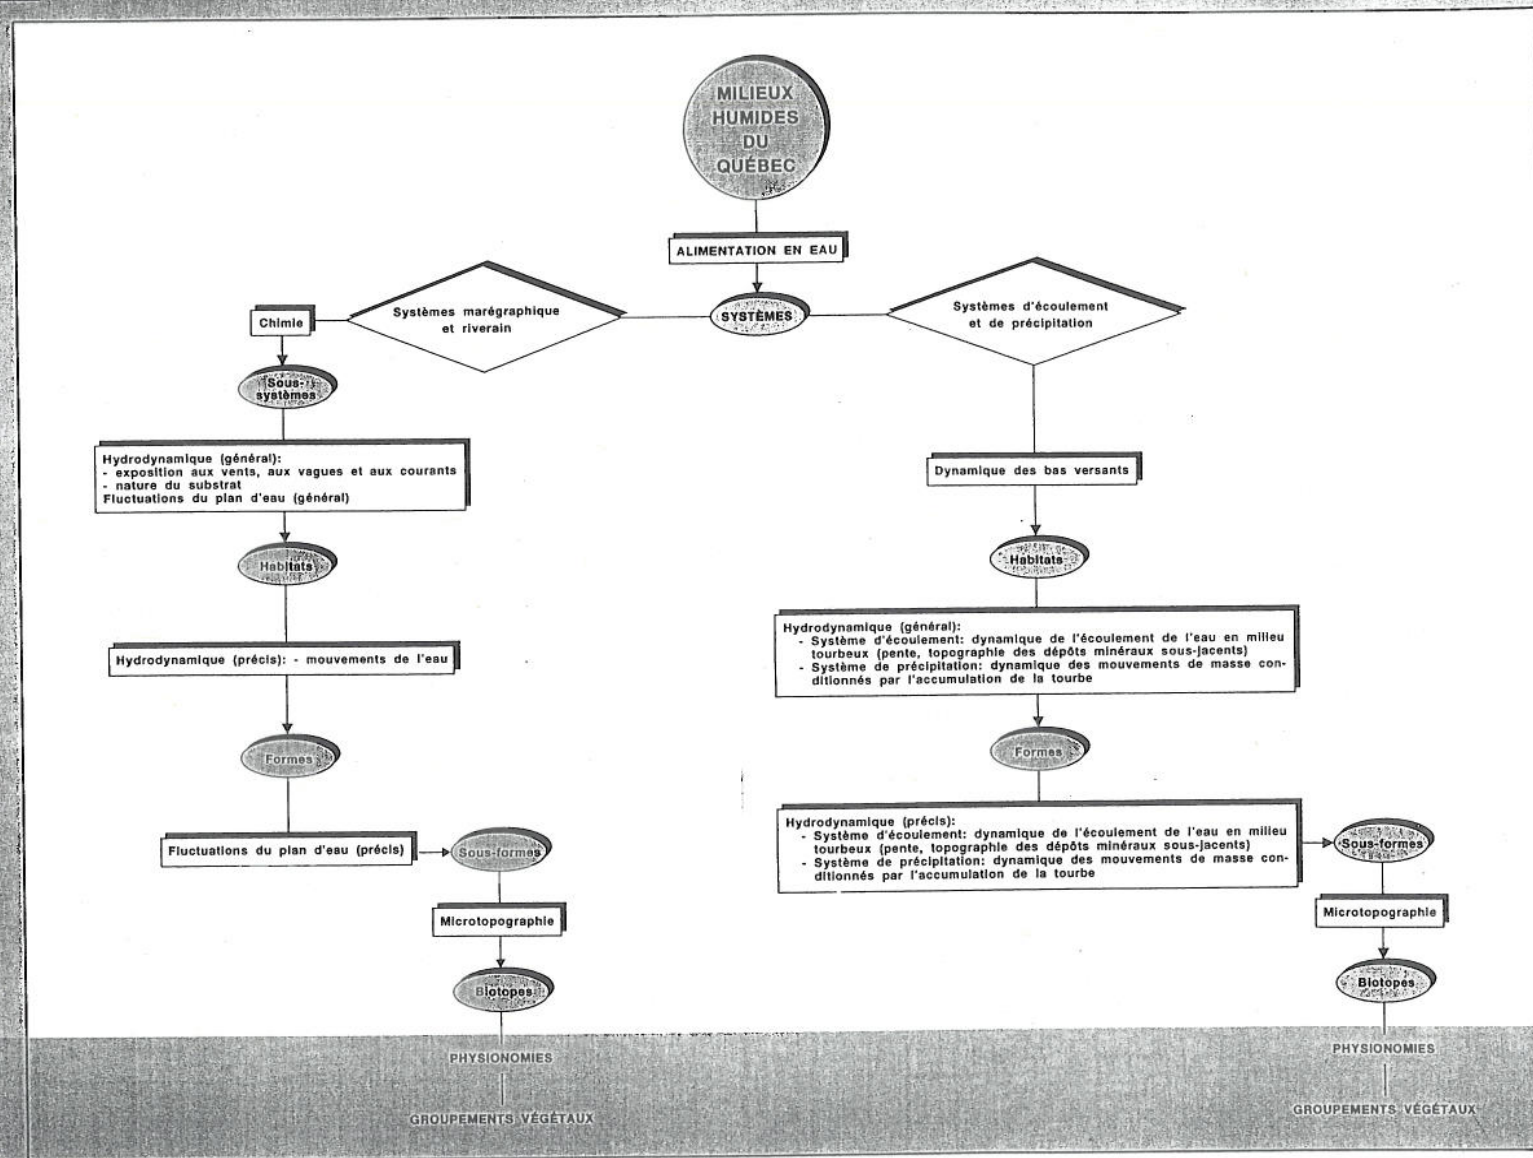 MILIEUX
HUMIDES
DU
QUÉBEC
ALIMENTATION EN EAU
SYSTÈMES
Systèmes marégraphique
et riverain
Chimie
Sous-
systèmes
Hydrodynamique (général):
- exposition aux vents, aux vagues et aux courants
- nature du substrat
Fluctuations du plan d'eau (général)
Habitats
Hydrodynamique (précis): - mouvements de l'eau
Formes
Fluctuations du plan d'eau (précis)
Sous-formes
Microtopographie
Biotopes
PHYSIONOMIES
GROUPEMENTS VÉGÉTAUX
Systèmes d'écoulement
et de précipitation
Dynamique des bas versants
Habitats
Hydrodynamique (général):
- Système d'écoulement: dynamique de l'écoulement de l'eau en milieu
tourbeux (pente, topographie des dépôts minéraux sous-jacents)
- Système de précipitation: dynamique des mouvements de masse con-
ditionnés par l'accumulation de la tourbe
Formes
Hydrodynamique (précis):
- Système d'écoulement: dynamique de l'écoulement de l'eau en milieu
tourbeux (pente, topographie des dépôts minéraux sous-jacents)
- Système de précipitation: dynamique des mouvements de masse con-
ditionnés par l'accumulation de la tourbe
Sous-formes
Microtopographie
Biotopes
PHYSIONOMIES
GROUPEMENTS VÉGÉTAUX